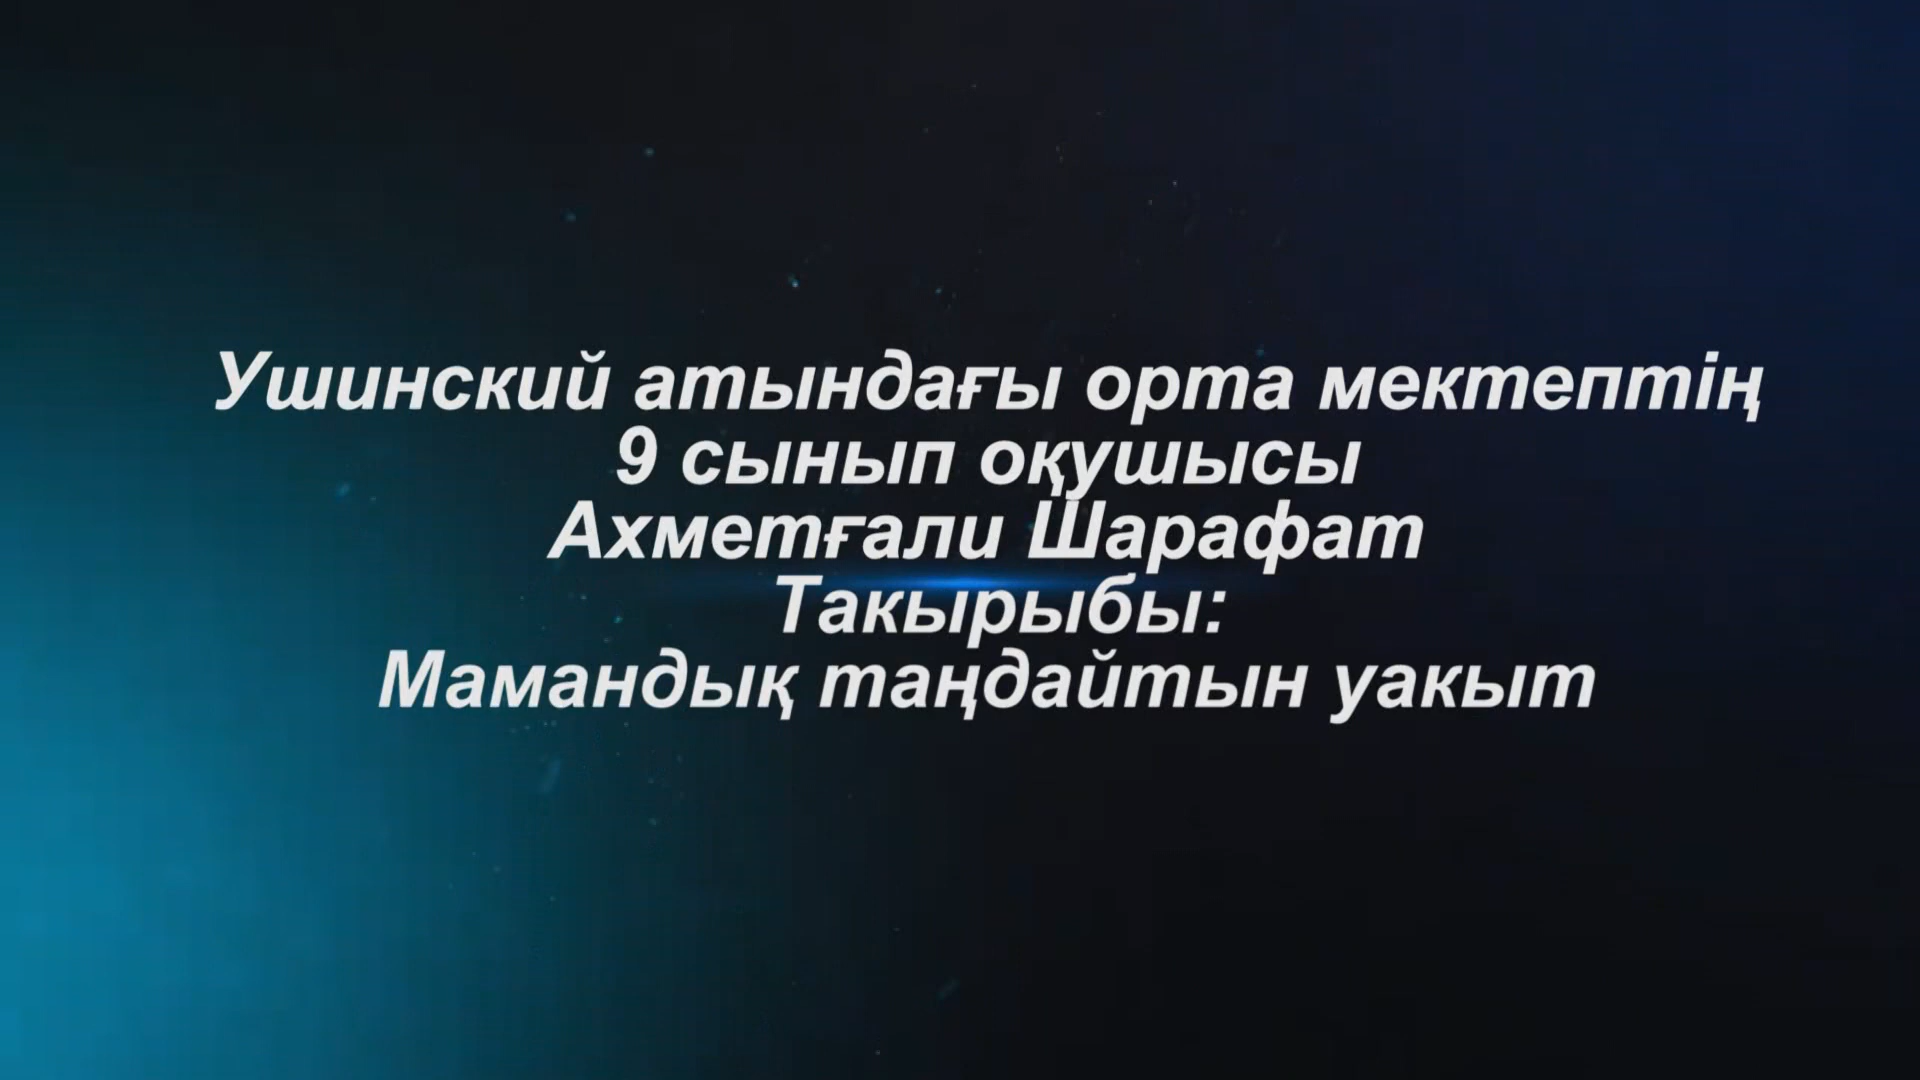 Ушинский атындағы орта мектептің
9 сынып оқушысы
Ахметғали Шарафат
Такырыбы:
Мамандық таңдайтын уакыт